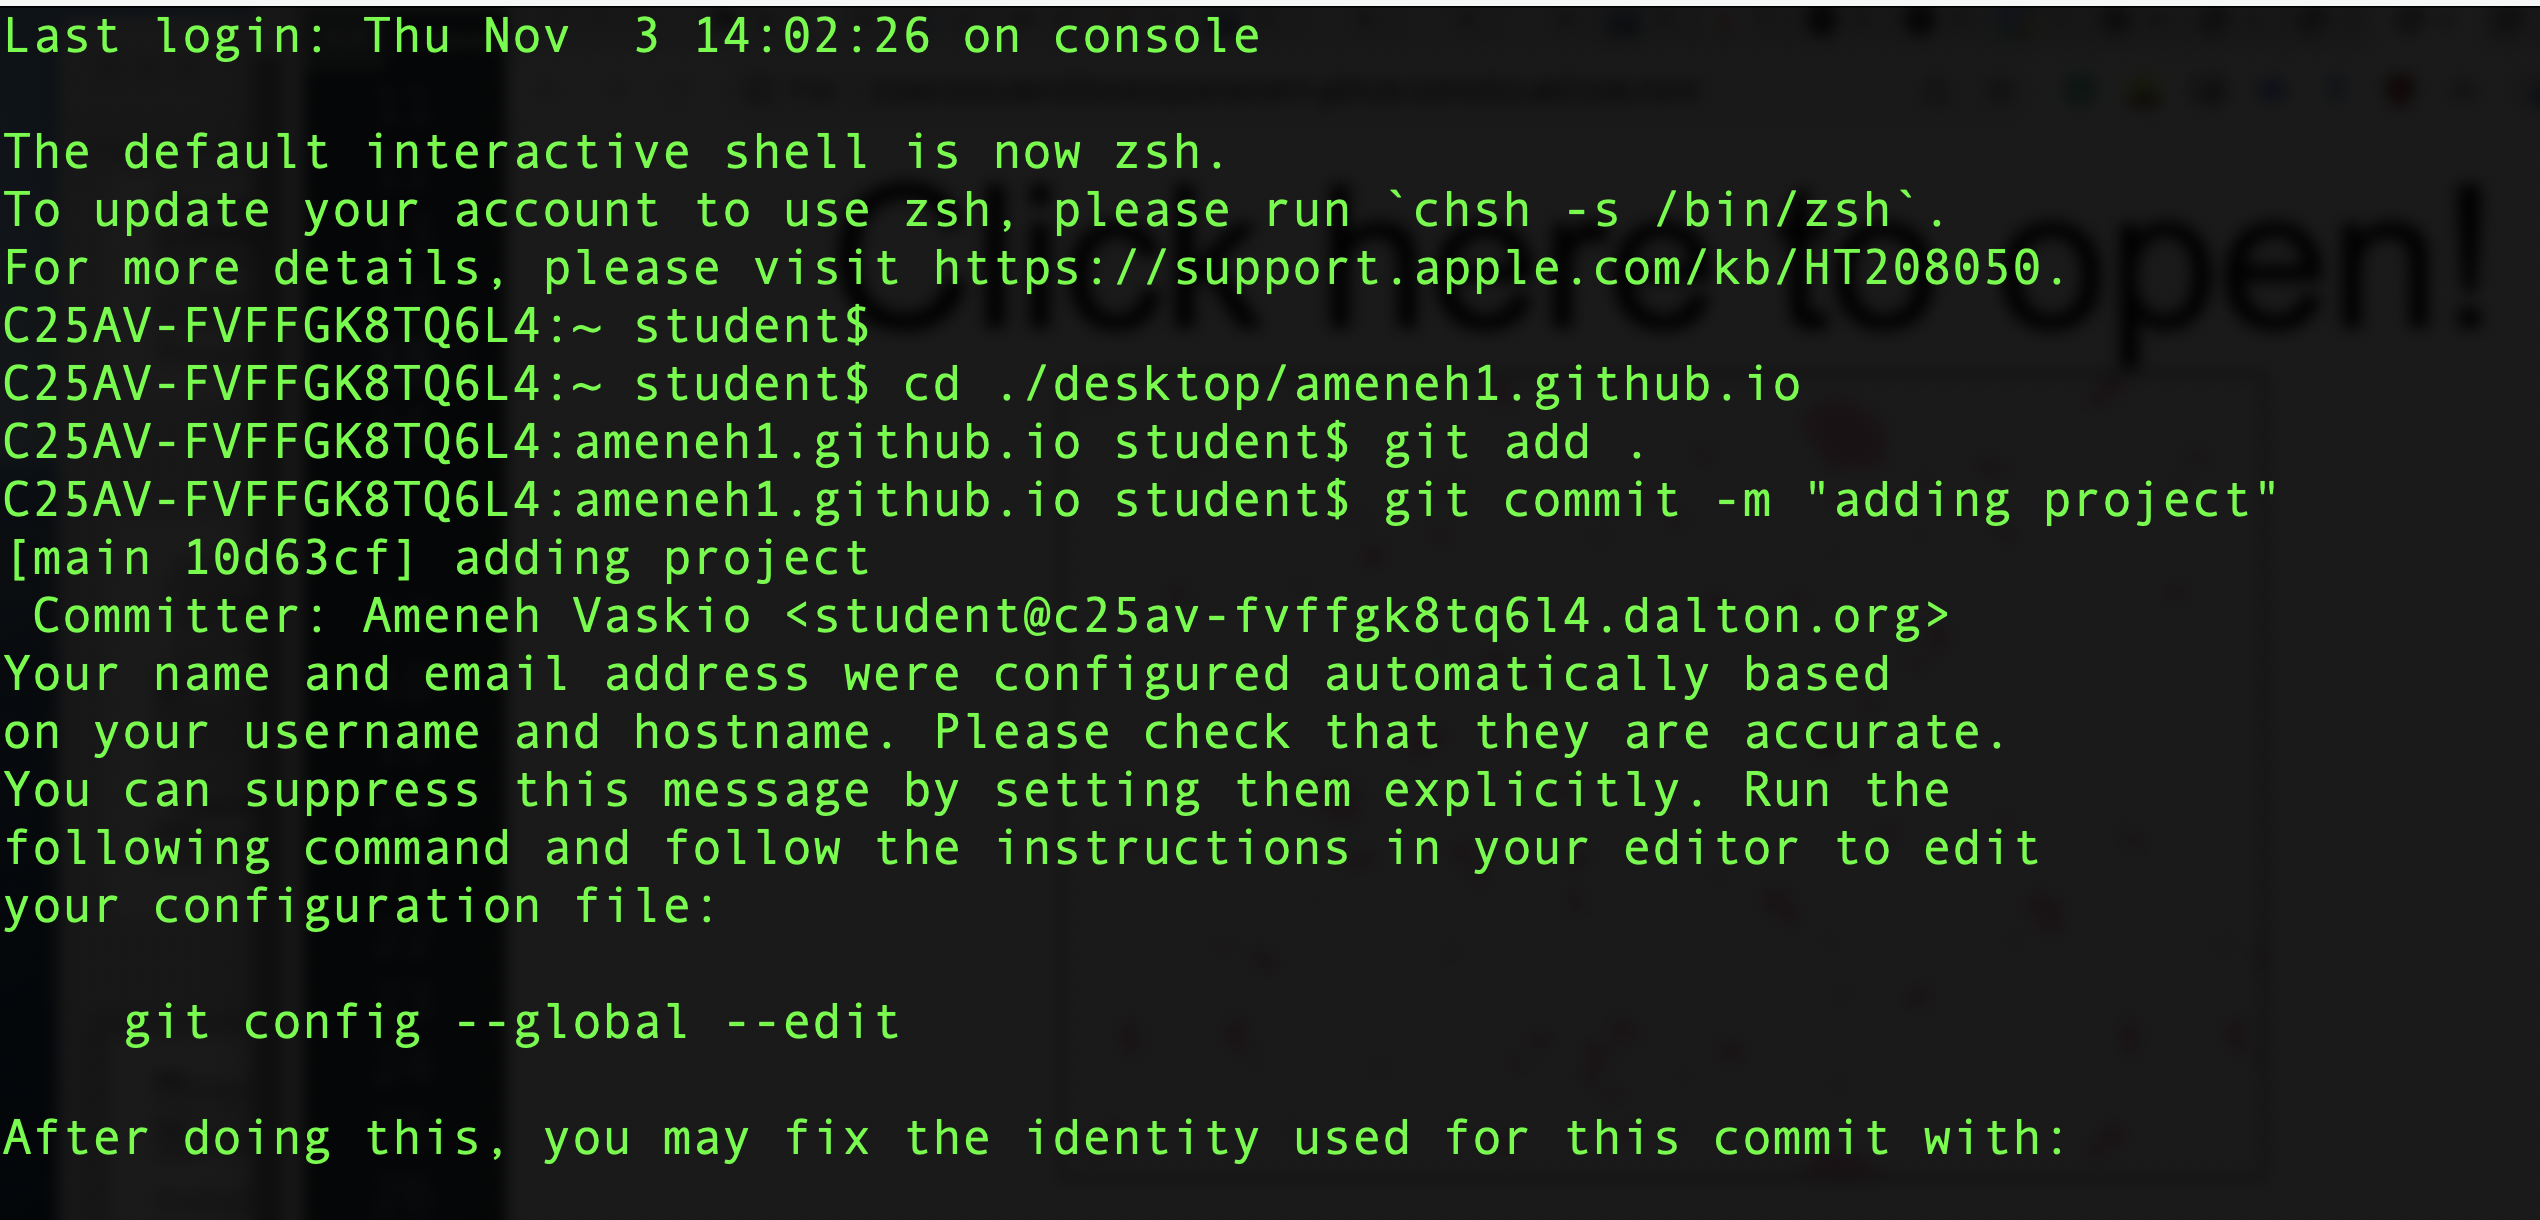 Last login: Thu Nov  3 14:02:26 on console
The default interactive shell is now zsh.
To update your account to use zsh, please run `chsh -s /bin/zsh`.
For more details, please visit https://support.apple.com/kb/HT208050.
C25AV-FVFFGK8TQ6L4:~ student$
C25AV-FVFFGK8TQ6L4:~ student$ cd ./desktop/ameneh1.github.io
C25AV-FVFFGK8TQ6L4:ameneh1.github.io student$ git add .
C25AV-FVFFGK8TQ6L4:ameneh1.github.io student$ git commit -m "adding project"
[main 10d63cf] adding project
 Committer: Ameneh Vaskio <student@c25av-fvffgk8tq6l4.dalton.org>
Your name and email address were configured automatically based
on your username and hostname. Please check that they are accurate.
You can suppress this message by setting them explicitly. Run the
following command and follow the instructions in your editor to edit
your configuration file:
    git config --global --edit
After doing this, you may fix the identity used for this commit with:
Click here to open!